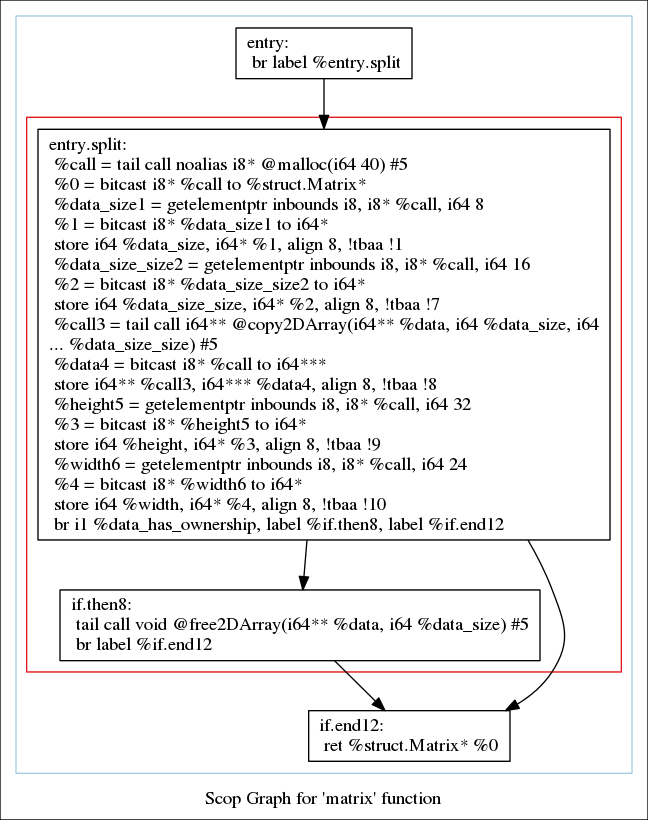 entry:
br label %entry.split
entry.split:
%call = tail call noalias i8* @malloc(i64 40) #5
%0 = bitcast i8* %call to %struct.Matrix*
%data_size1 = getelementptr inbounds i8, i8* %call, i64 8
%1 = bitcast i8* %data_size1 to i64*
store i64 %data_size, i64* %1, align 8, !tbaa !1
%data_size_size2 = getelementptr inbounds i8, i8* %call, i64 16
%2 = bitcast i8* %data_size_size2 to i64*
store i64 %data_size_size, i64* %2, align 8, !tbaa !7
%call3 = tail call i64** @copy2DArray(i64** %data, i64 %data_size, i64
... %data_size_size) #5
%data4 = bitcast i8* %call to i64***
store i64** %call3, i64*** %data4, align 8, !tbaa !8
%height5 = getelementptr inbounds i8, i8* %call, i64 32
%3 = bitcast i8* %height5 to i64*
store i64 %height, i64* %3, align 8, !tbaa !9
%width6 = getelementptr inbounds i8, i8* %call, i64 24
%4 = bitcast i8* %width6 to i64*
store i64 %width, i64* %4, align 8, !tbaa !10
br i1 %data_has_ownership, label %if.then8, label %if.end12
if.then8:
tail call void @free2DArray(i64** %data, i64 %data_size) #5
br label %if.end12
if.end12:
ret %struct.Matrix* %0
Scop Graph for 'matrix' function